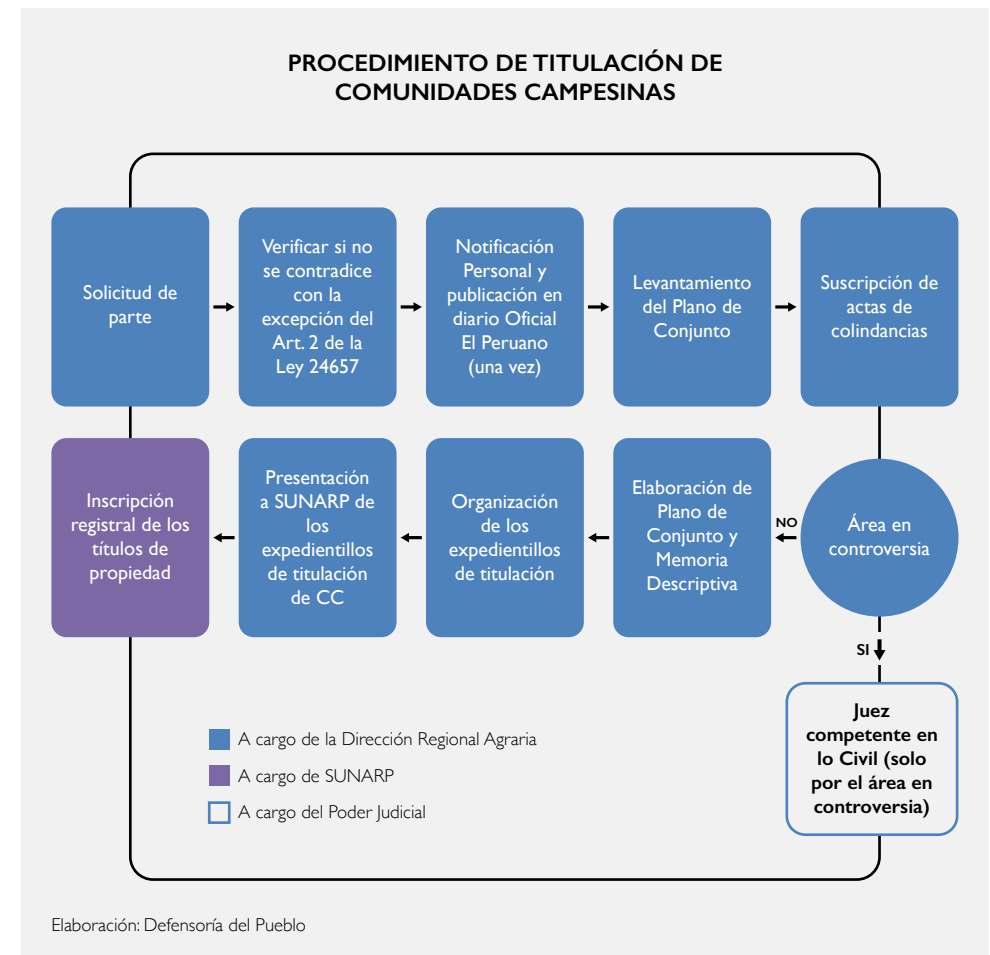 PROCEDIMIENTO DE TITULACIÓN DE
COMUNIDADES CAMPESINAS
Solicitud de
parte
Verificar si no
se contradice
con la
excepción del
Art. 2 de la
Ley 24657
Notificación
Personal y
publicación en
diario Oficial
El Peruano
(una vez)
Levantamiento
del Plano de
Conjunto
Suscripción de
actas de
colindancias
Inscripción
registral de los
títulos de
propiedad
Presentación
a SUNARP de
los
expedientillos
de titulación
de CC
Organización
de los
expedientillos
de titulación
Elaboración de
Plano de
Conjunto y
Memoria
Descriptiva
NO
Área en
controversia
SI
Juez
competente en
lo Civil (solo
por el área en
controversia)
A cargo de la Dirección Regional Agraria
A cargo de SUNARP
A cargo del Poder Judicial
Elaboración: Defensoría del Pueblo